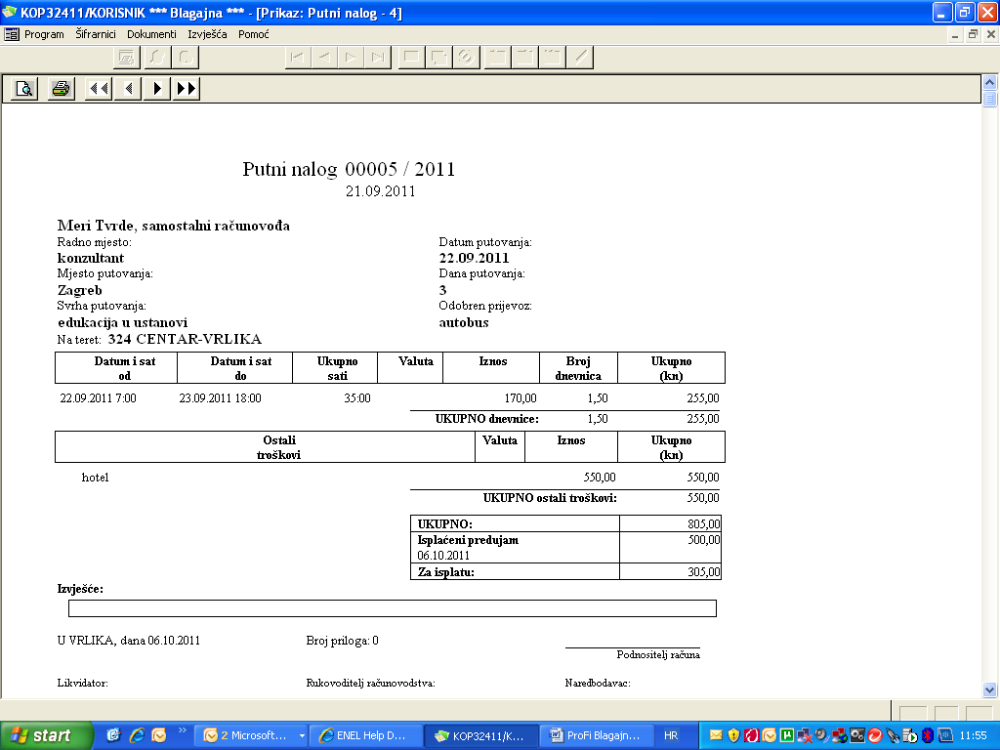 KOP32411/KORISNIK *** Blagajna *** - [Prikaz: Putni nalog - 4]
Program Šifrarnici Dokumenti Izvješća Pomoć
Putni nalog 00005 / 2011
21.09.2011
Meri Tvrde, samostalni računovođa
Radno mjesto: Datum putovanja:
konzultant 22.09.2011
Mjesto putovanja: Dana putovanja:
Zagreb 3
Svrha putovanja: Odobren prijevoz:
edukacija u ustanovi autobus
Na teret: 324 CENTAR-VRLIKA
Datum i sat Datum i sat Ukupno Valuta Iznos Broj Ukupno
od do sati dnevnica (kn)
22.09.2011 7:00 23.09.2011 18:00 35:00 170,00 1,50 255,00
UKUPNO dnevnice: 1,50 255,00
Ostali Valuta Iznos Ukupno
troškovi (kn)
hotel 550,00 550,00
UKUPNO ostali troškovi: 550,00
UKUPNO: 805,00
Isplaćeni predujam 500,00
06.10.2011
Za isplatu: 305,00
Izvješće:
U VRLIKA, dana 06.10.2011 Broj priloga: 0
Podnositelj računa
Likvidator: Rukovoditelj računovodstva: Naredbodavac:
start 2 Microsoft... ENEL Help D... KOP32411/K... ProFi Blagajn... HR 11:55